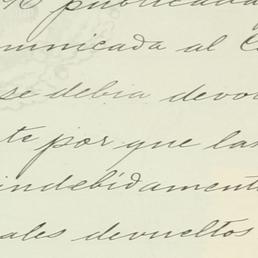 publicada
municada al C
se debia devo
te por que las
indebidamente
ales devueltos